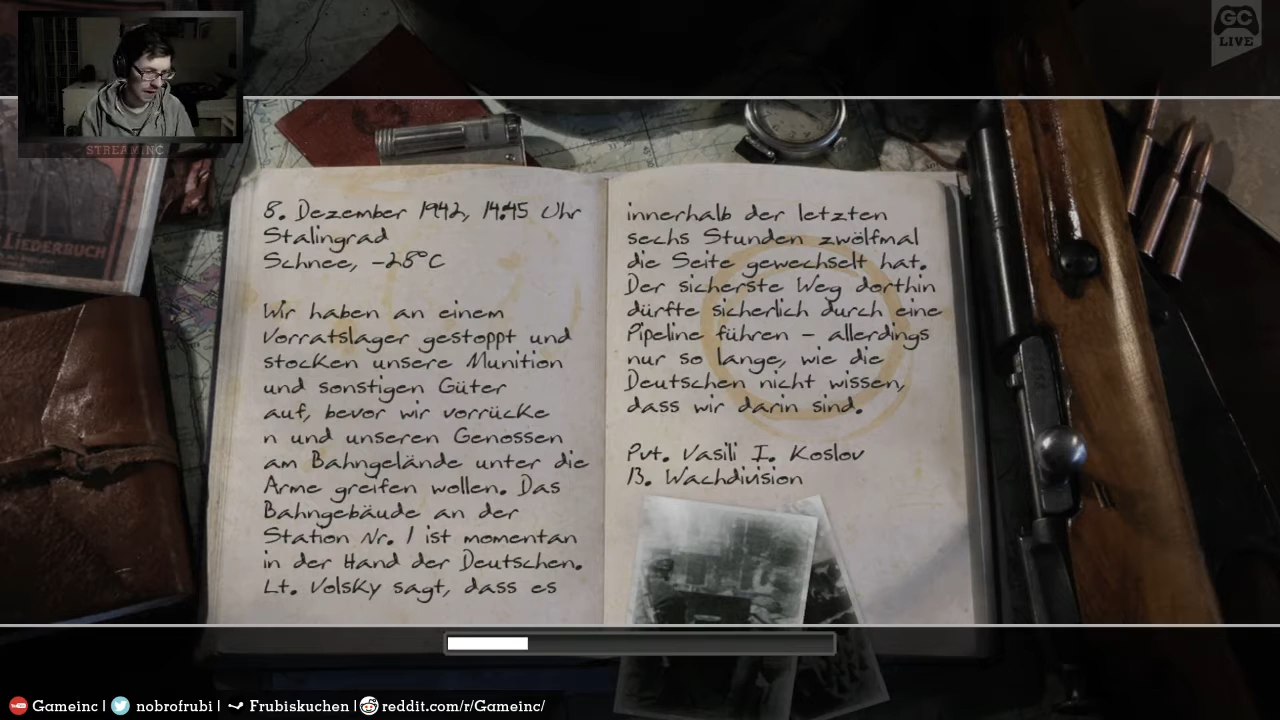 GC
LIVE
STREAMINC
LIEDERBUCH
8. Dezember 1942, 14:45 Uhr
Stalingrad
Schnee, -28°C
Wir haben an einem
Vorratslager gestoppt und
stocken unsere Munition
und sonstigen Güter
auf, bevor wir vorrücke
n und unseren Genossen
am Bahngelände unter die
Arme greifen wollen. Das
Bahngebäude an der
Station Nr. 1 ist momentan
in der Hand der Deutschen.
Lt. Volsky sagt, dass es
innerhalb der letzten
sechs Stunden zwölfmal
die Seite gewechselt hat.
Der sicherste Weg dorthin
dürfte sicherlich durch eine
Pipeline führen - allerdings
nur so lange, wie die
Deutschen nicht wissen,
dass wir darin sind.
Pvt. Vasili I. Koslov
13. Wachdivision
Gameinc | nobrofrubi | Frubiskuchen | reddit.com/r/Gameinc/